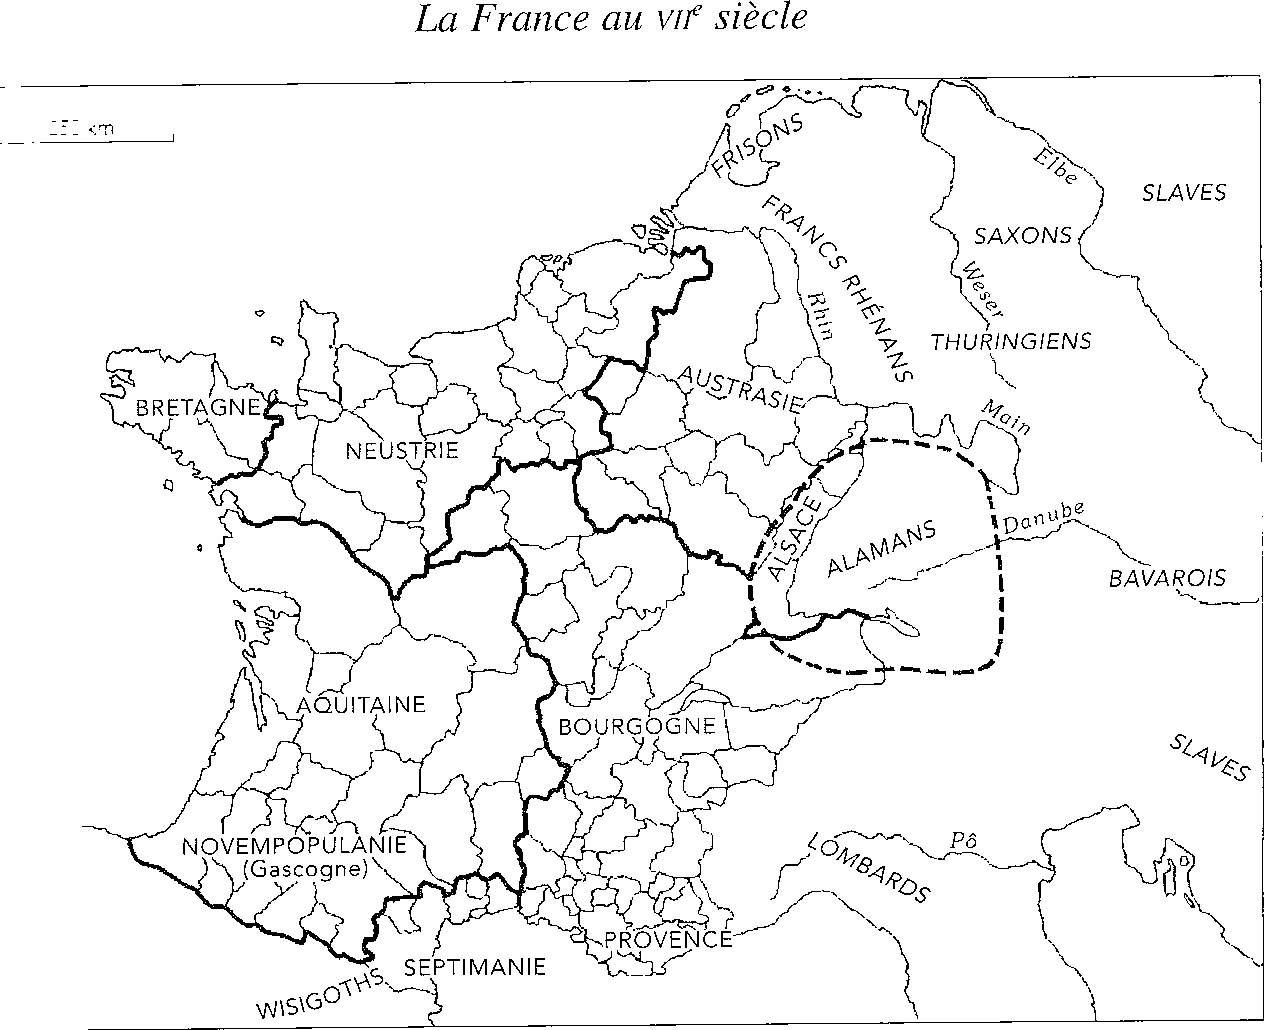 La France au VIIe siècle
km
FRISONS
Elbe
SLAVES
FRANCS RHÉNANS
SAXONS
Weser
Rhin
THURINGIENS
AUSTRASIE
BRETAGNE
Main
NEUSTRIE
ALSACE
ALAMANS
Danube
BAVAROIS
AQUITAINE
BOURGOGNE
SLAVES
NOVEMPOPULANIE
(Gascogne)
LOMBARDS
Pô
PROVENCE
SEPTIMANIE
WISIGOTHS